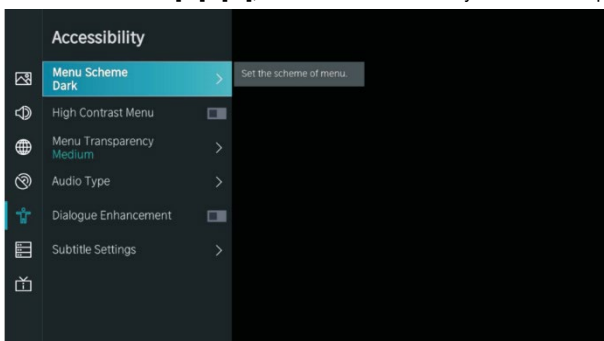 Accessibility
Menu Scheme
Dark
Set the scheme of menu.
High Contrast Menu
Menu Transparency
Medium
Audio Type
Dialogue Enhancement
Subtitle Settings